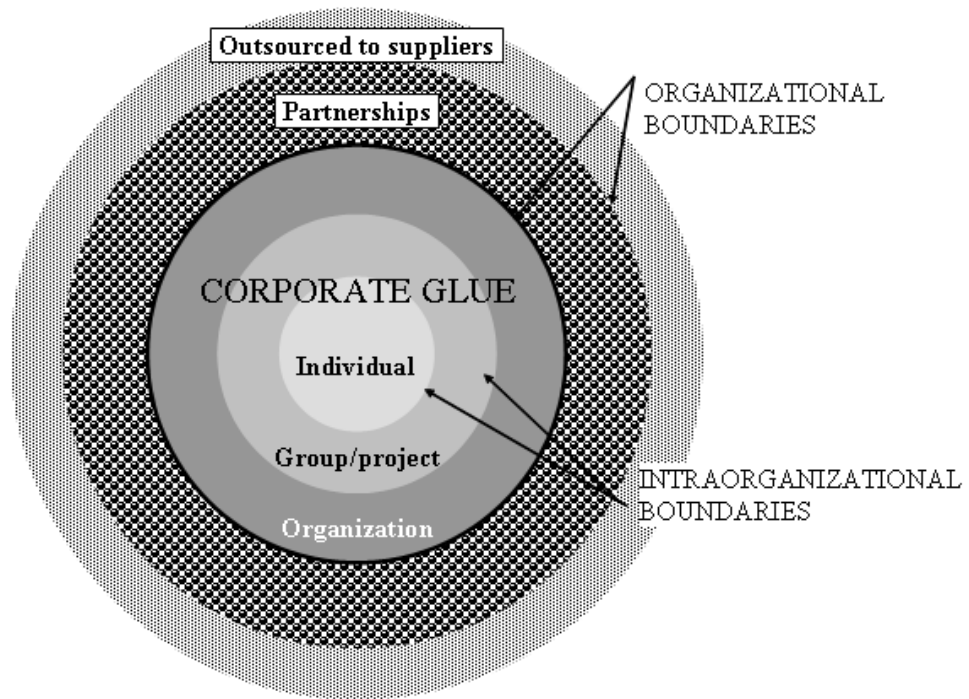 Outsourced to suppliers
Partnerships
ORGANIZATIONAL
BOUNDARIES
CORPORATE GLUE
Individual
Group/project
INTRAORGANIZATIONAL
BOUNDARIES
Organization